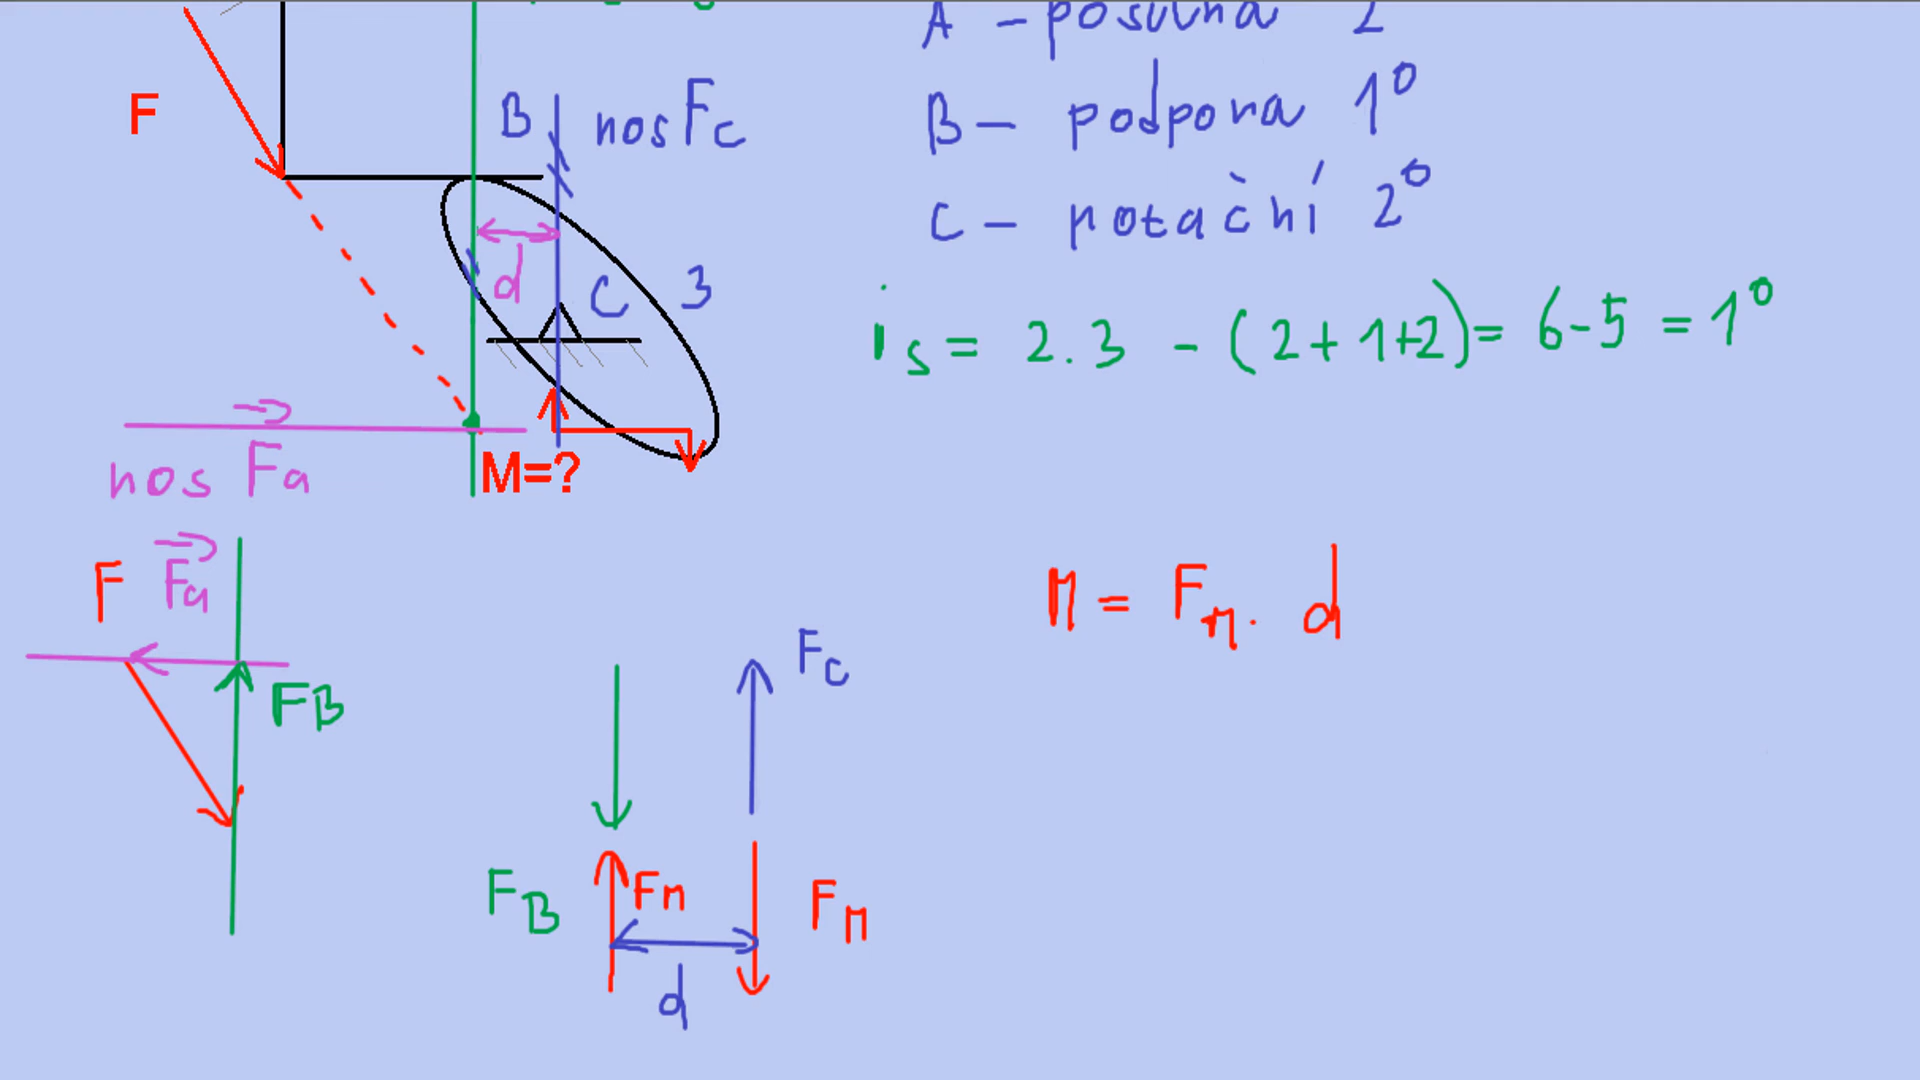 A - posuvná 2
F
B nos Fc
B - podpora 1°
C - rotační 2°
d C 3
is = 2.3 - (2+1+2) = 6-5 = 1°
nos Fa
M=?
F Fa
M = FM. d
FB
Fc
FB FM FM
d